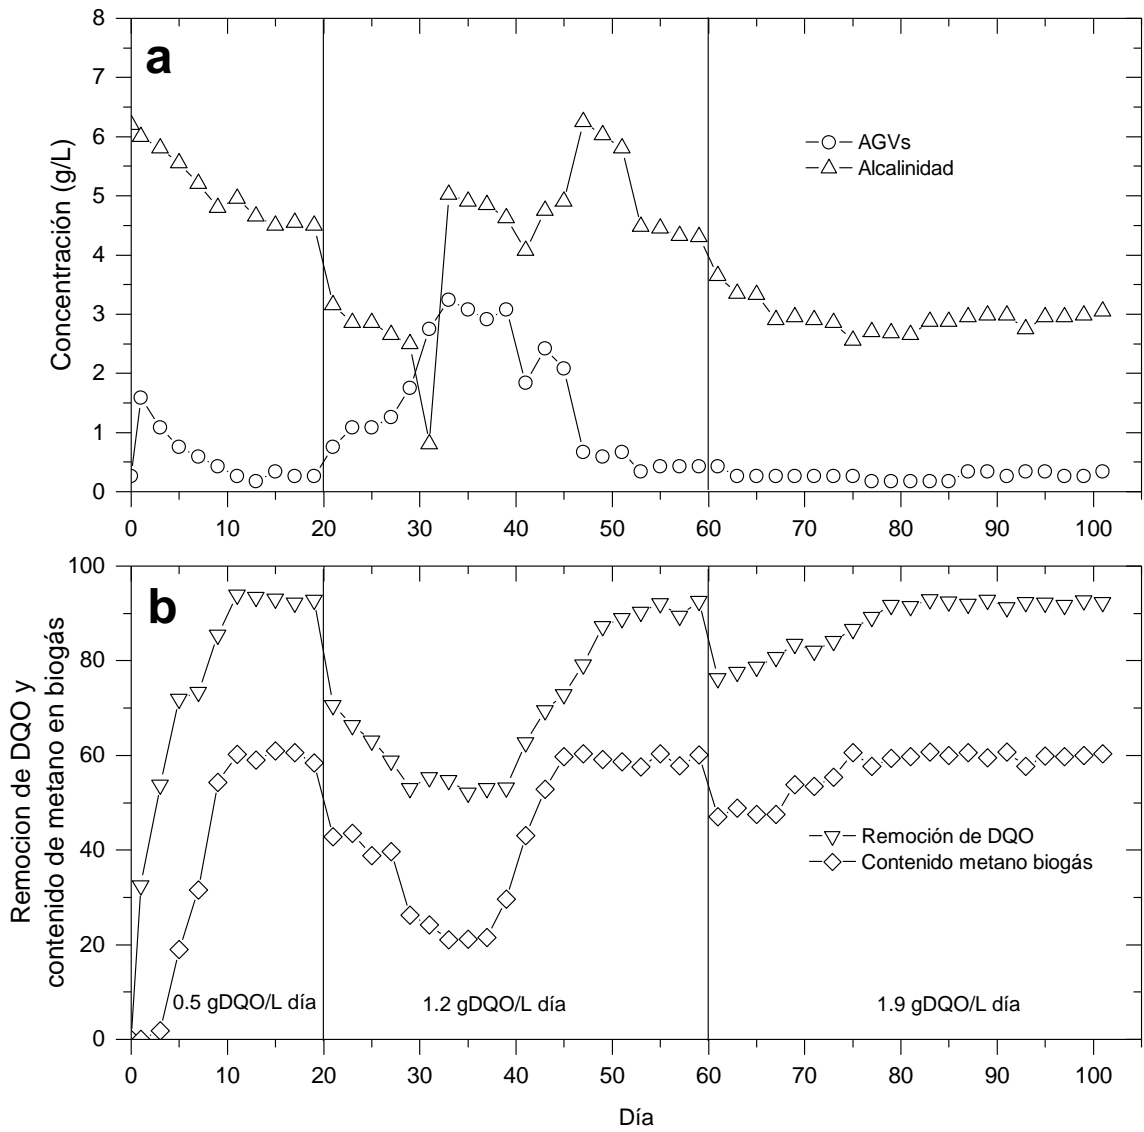 a
8
7
6
5
4
3
2
1
0
Concentración (g/L)
AGVs
Alcalinidad
0 10 20 30 40 50 60 70 80 90 100
b
100
80
60
40
20
0
Remocion de DQO y
contenido de metano en biogás
Remoción de DQO
Contenido metano biogás
0.5 gDQO/L día 1.2 gDQO/L día 1.9 gDQO/L día
0 10 20 30 40 50 60 70 80 90 100
Día